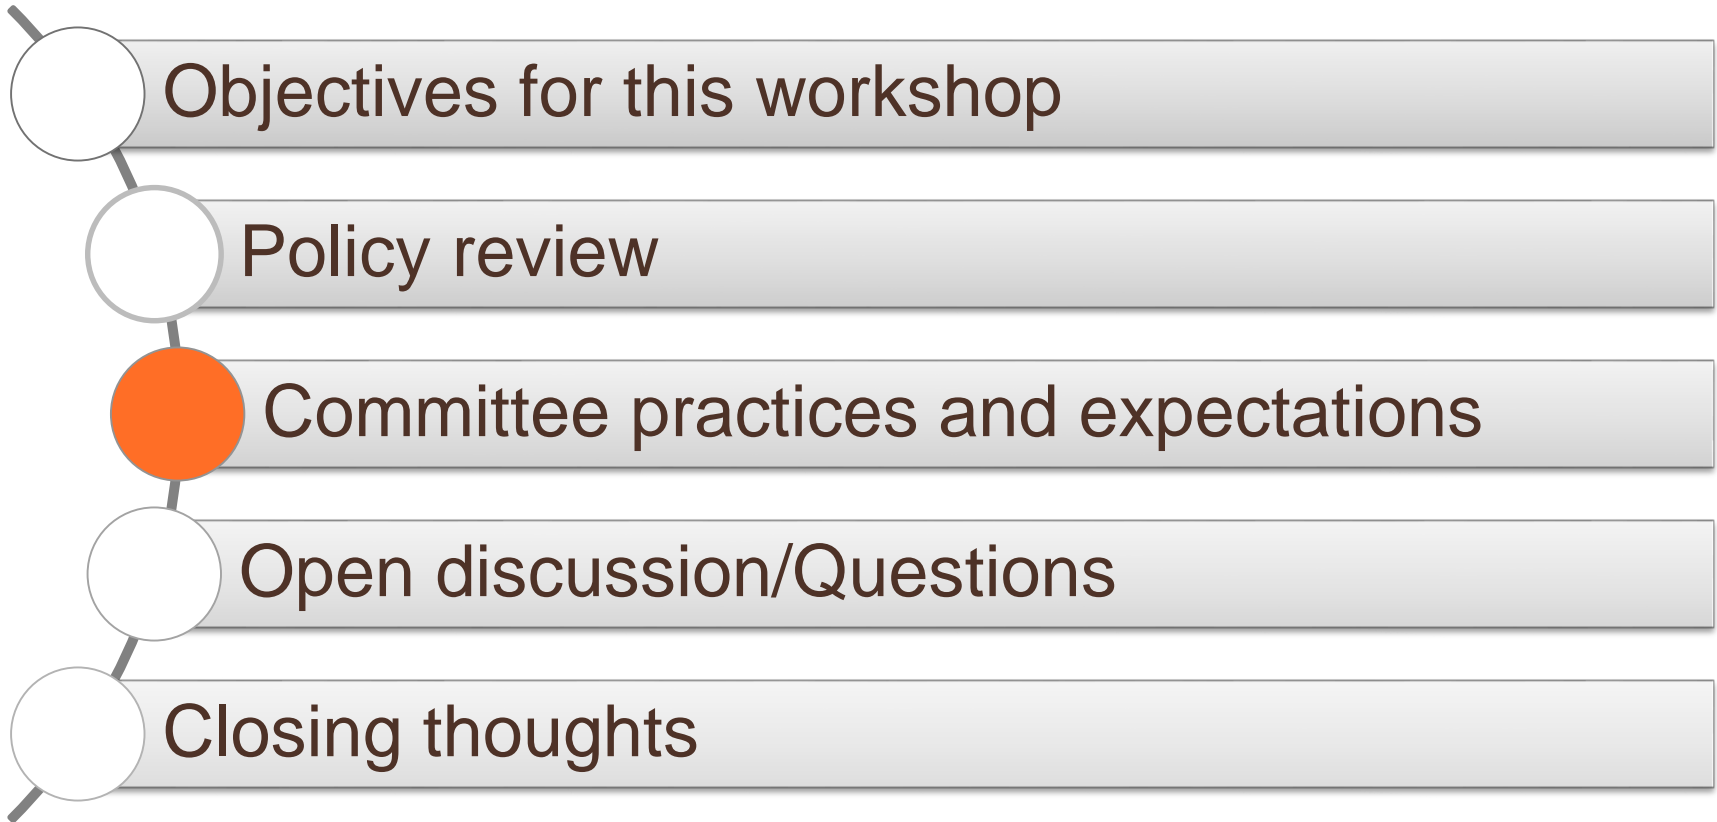 Objectives for this workshop
Policy review
Committee practices and expectations
Open discussion/Questions
Closing thoughts